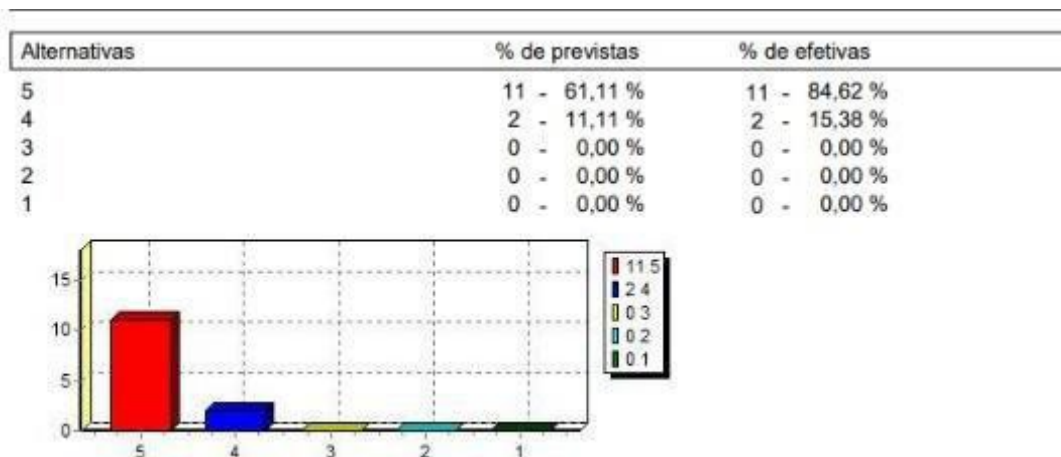 Alternativas % de previstas % de efetivas
5 11 - 61,11 % 11 - 84,62 %
4 2 - 11,11 % 2 - 15,38 %
3 0 - 0,00 % 0 - 0,00 %
2 0 - 0,00 % 0 - 0,00 %
1 0 - 0,00 % 0 - 0,00 %
15
10
5
0
5 4 3 2 1
11 5
2 4
0 3
0 2
0 1